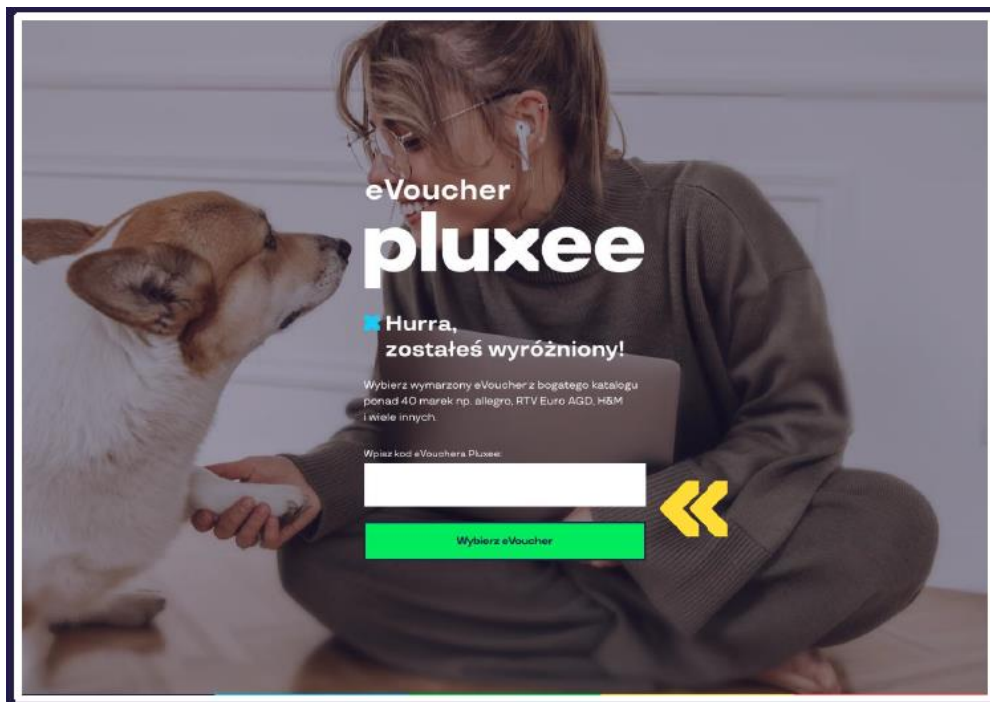 eVoucher
pluxee
Hurra,
zostałeś wyróżniony!
Wybierz wymarzony eVoucher z bogatego katalogu
ponad 40 marek np. allegro, RTV Euro AGD, H&M
i wiele innych.
Wpisz kod eVouchera Pluxee:
Wybierz eVoucher